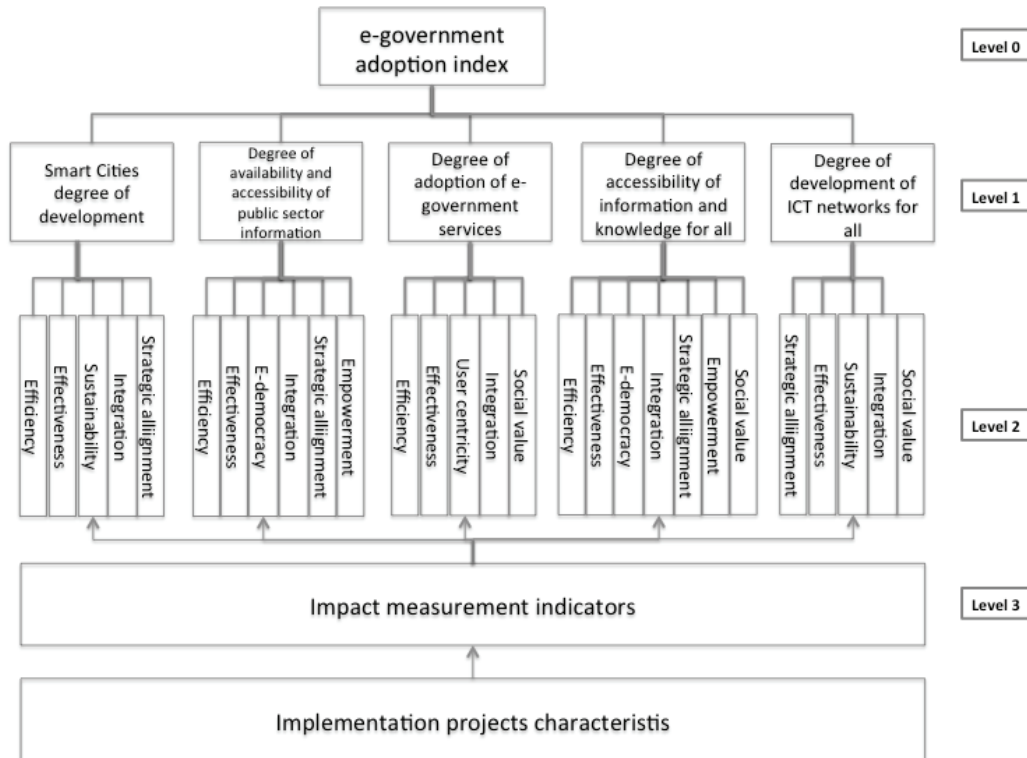 e-government
adoption index
Level 0
Smart Cities
degree of
development
Degree of
availability and
accessibility of
public sector
information
Degree of
adoption of e-
government
services
Degree of
accessibility of
information and
knowledge for all
Degree of
development of
ICT networks for
all
Level 1
Efficiency
Effectiveness
Sustainability
Integration
Strategic alliignment
Efficiency
Effectiveness
E-democracy
Integration
Strategic alliignment
Empowerment
Efficiency
Effectiveness
User centricity
Integration
Social value
Efficiency
Effectiveness
E-democracy
Integration
Strategic alliignment
Empowerment
Social value
Strategic alliignment
Effectiveness
Sustainability
Integration
Social value
Level 2
Impact measurement indicators
Level 3
Implementation projects characteristis